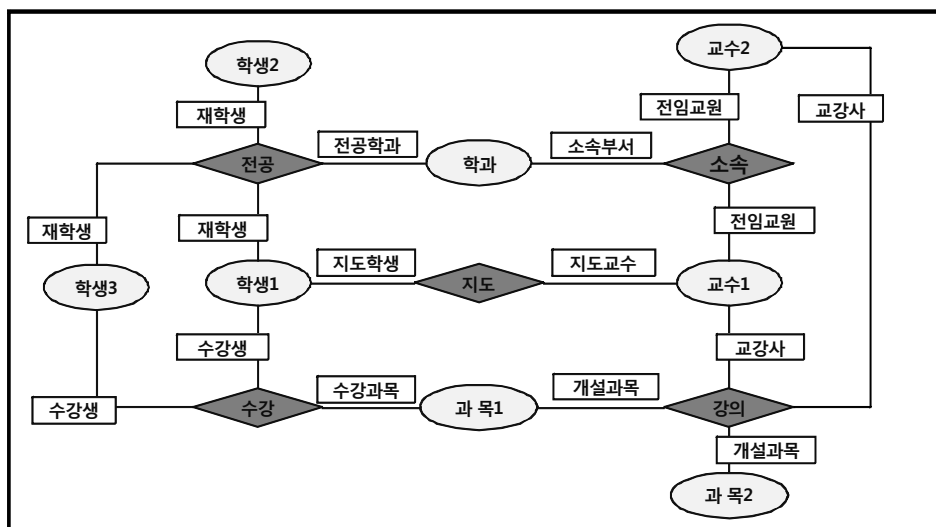 학생2
교수2
재학생
전임교원
교강사
전공학과
소속부서
전공
학과
소속
재학생
재학생
전임교원
지도학생
지도교수
학생3
학생1
지도
교수1
수강생
교강사
수강과목
개설과목
수강생
수강
과 목1
강의
개설과목
과 목2